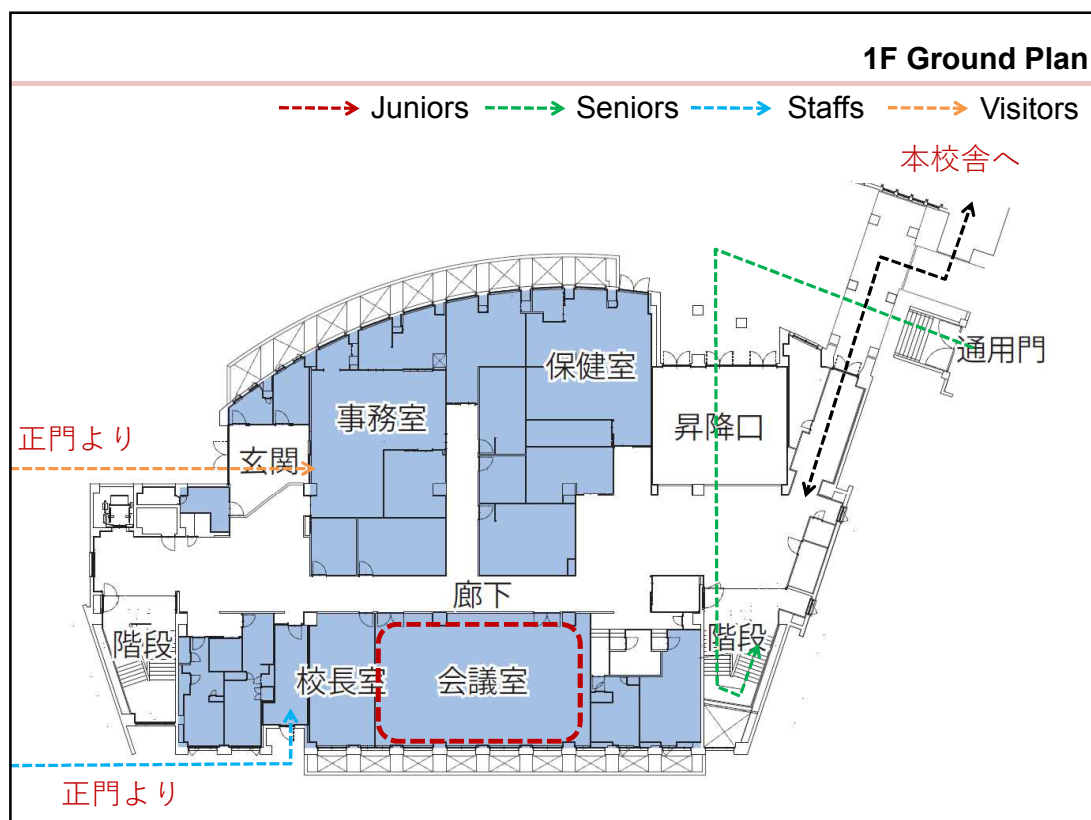 1F Ground Plan
Juniors Seniors Staffs Visitors
本校舎へ
通用門
保健室
事務室
昇降口
正門より
玄関
廊下
階段
階段
校長室
会議室
正門より